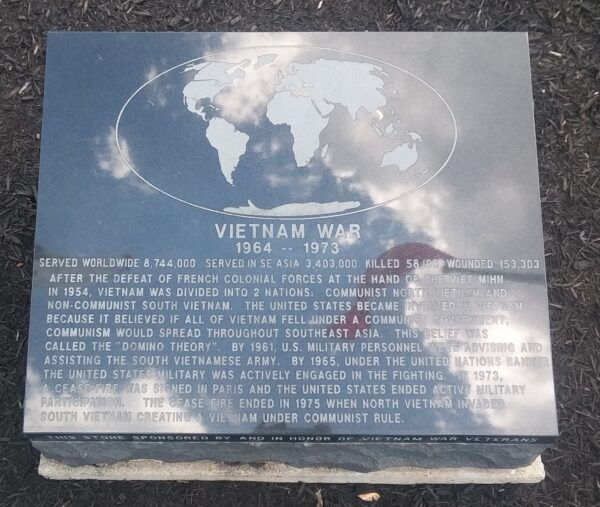 VIETNAM WAR
1964 -- 1973
SERVED WORLDWIDE 8,744,000 SERVED IN SE ASIA 3,403,000 KILLED WOUNDED 153,303
AFTER THE DEFEAT OF FRENCH COLONIAL FORCES AT THE HAND OF THE VIET MIHN
IN 1954, VIETNAM WAS DIVIDED INTO 2 NATIONS: COMMUNIST NORTH VIETNAM AND
NON-COMMUNIST SOUTH VIETNAM. THE UNITED STATES BECAME INVOLVED IN VIETNAM
BECAUSE IT BELIEVED IF ALL OF VIETNAM FELL UNDER A COMMUNIST GOVERNMENT,
COMMUNISM WOULD SPREAD THROUGHOUT SOUTHEAST ASIA. THIS BELIEF WAS
CALLED THE "DOMINO THEORY". BY 1961, U.S. MILITARY PERSONNEL WERE ADVISING AND
ASSISTING THE SOUTH VIETNAMESE ARMY. BY 1965, UNDER THE UNITED NATIONS BANNER
THE UNITED STATES MILITARY WAS ACTIVELY ENGAGED IN THE FIGHTING. IN 1973,
A CEASE-FIRE WAS SIGNED IN PARIS AND THE UNITED STATES ENDED ACTIVE MILITARY
PARTICIPATION. THE CEASE-FIRE ENDED IN 1975 WHEN NORTH VIETNAM INVADED
SOUTH VIETNAM CREATING A VIETNAM UNDER COMMUNIST RULE.
THIS STONE SPONSORED BY AND IN HONOR OF VIETNAM WAR VETERANS